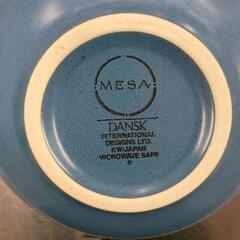 MESA
DANSK
INTERNATIONAL
DESIGNS LTD.
KW/JAPAN
MICROWAVE SAFE